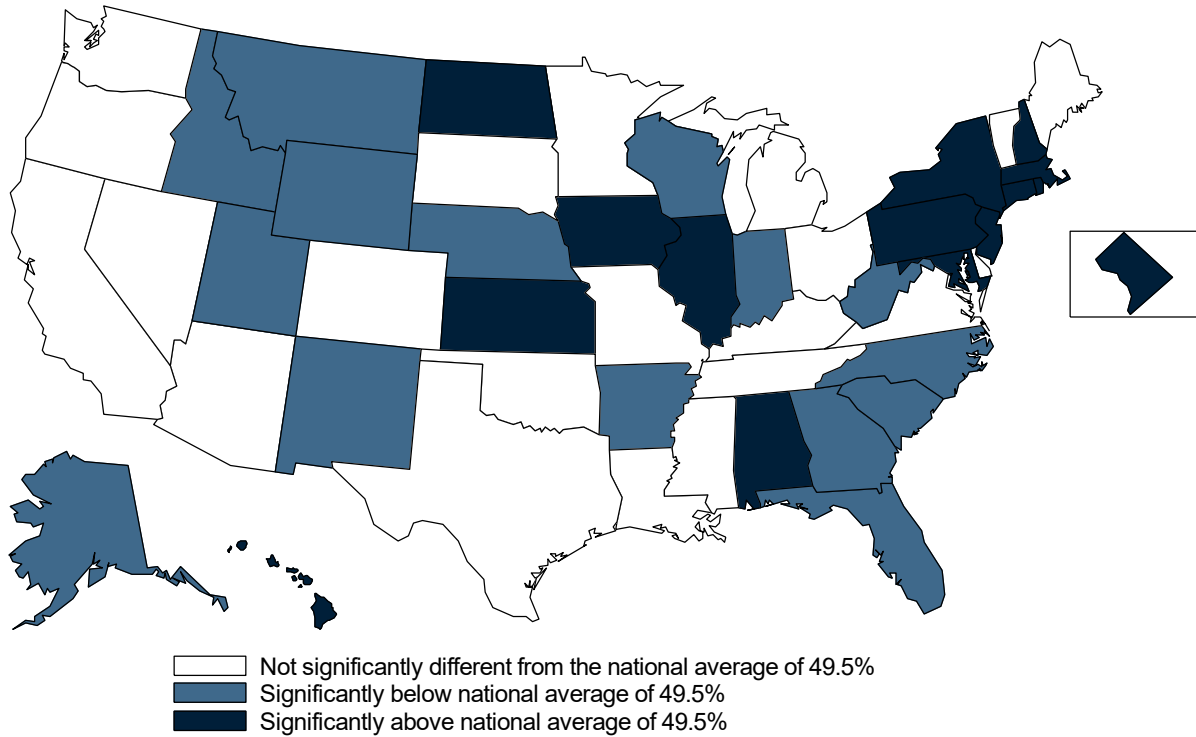 Not significantly different from the national average of 49.5%
Significantly below national average of 49.5%
Significantly above national average of 49.5%